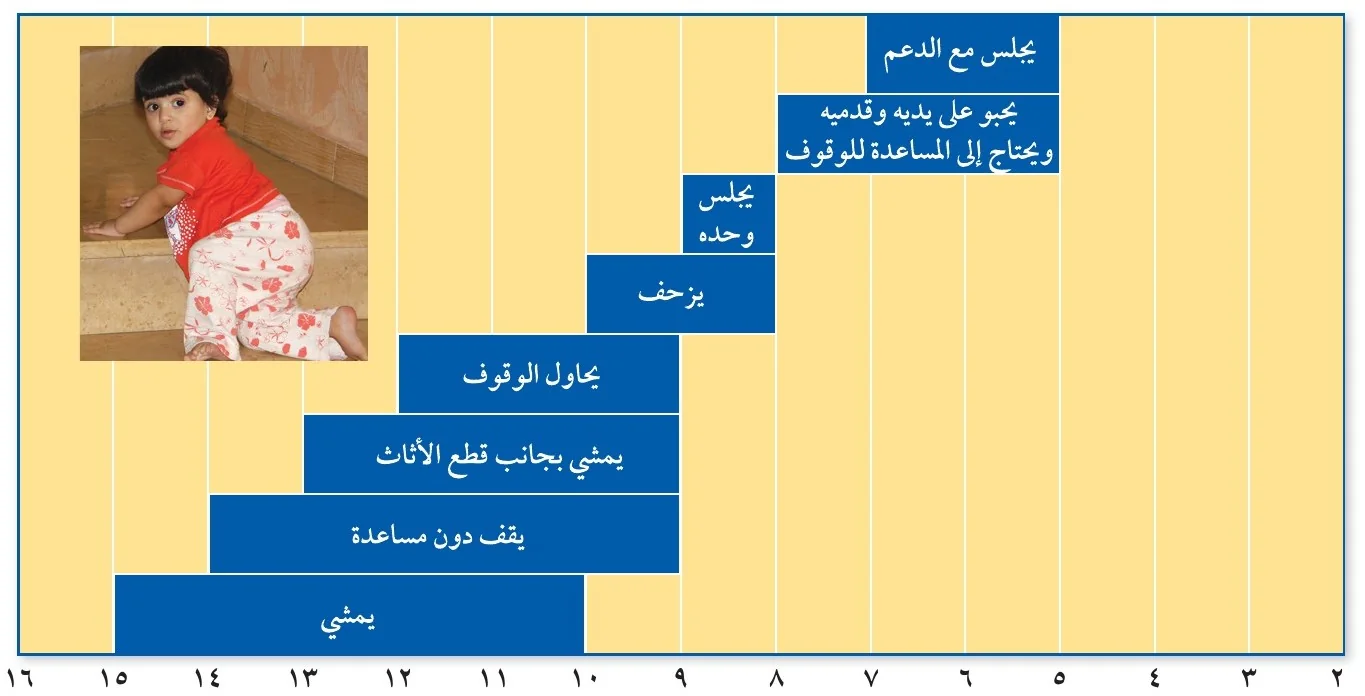 يجلس مع الدعم
يحبو على يديه وقدميه
ويحتاج إلى المساعدة للوقوف
يجلس
وحده
يزحف
يحاول الوقوف
يمشي بجانب قطع الأثاث
يقف دون مساعدة
يمشي
٢ ٣ ٤ ٥ ٦ ٧ ٨ ٩ ١٠ ١١ ١٢ ١٣ ١٤ ١٥ ١٦